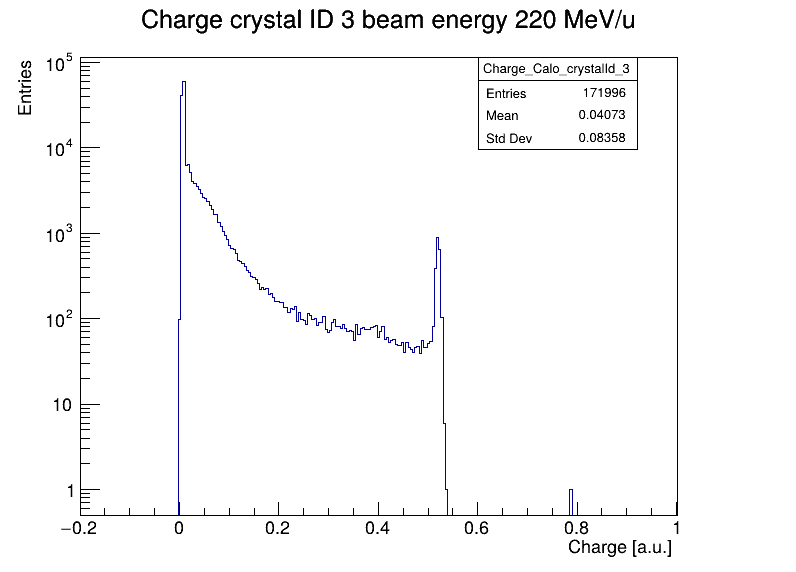 Charge crystal ID 3 beam energy 220 MeV/u
Entries
Charge_Calo_crystalId_3
Entries 171996
Mean 0.04073
Std Dev 0.08358
10^5
10^4
10^3
10^2
10
1
−0.2 0 0.2 0.4 0.6 0.8 1
Charge [a.u.]